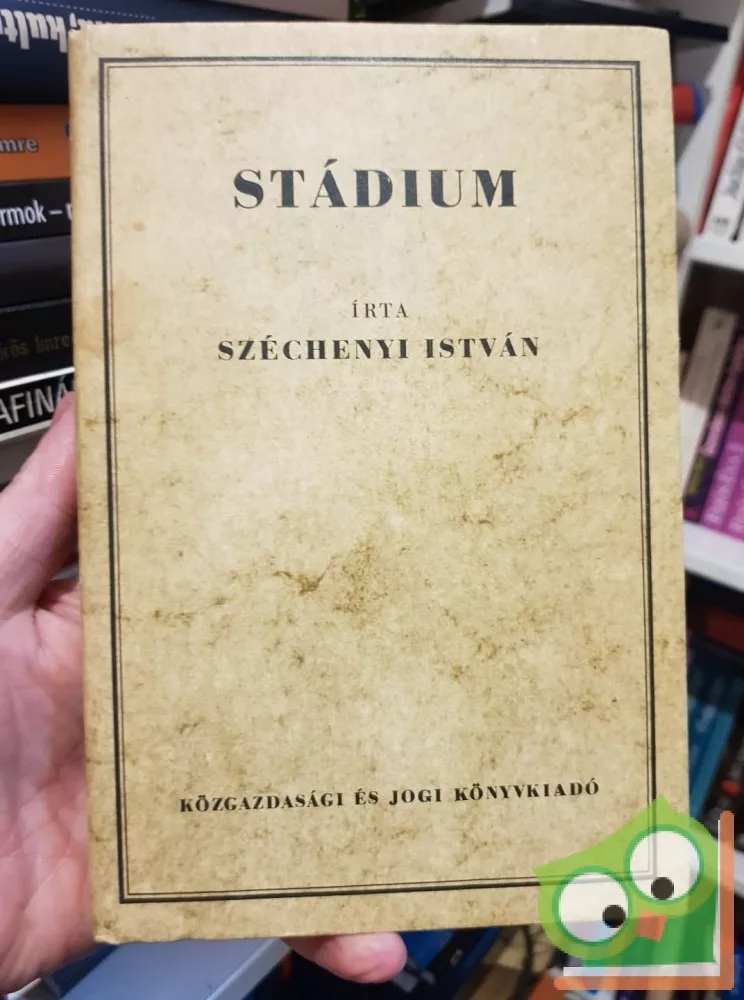 STÁDIUM
ÍRTA
SZÉCHENYI ISTVÁN
KÖZGAZDASÁGI ÉS JOGI KÖNYVKIADÓ